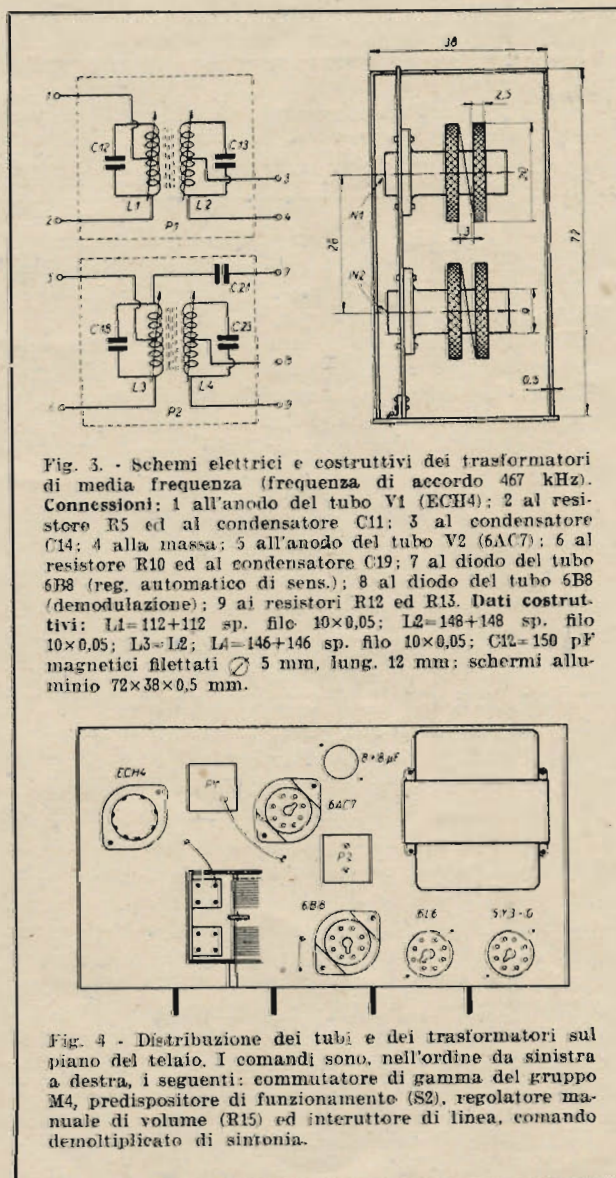 38
2,5
1
C12
C13
3
L1
L2
4
2
P1
N1
20
3
72
28
5
C21
7
N2
C18
C23
9
8
L3
L4
0,5
P2
9
Fig. 3. - Schemi elettrici e costruttivi dei trasformatori
di media frequenza (frequenza di accordo 467 kHz).
Connessioni: 1 all'anodo del tubo V1 (ECH4); 2 al resi-
store R5 ed al condensatore C11; 3 al condensatore
C14; 4 alla massa; 5 all'anodo del tubo V2 (6AC7); 6 al
resistore R10 ed al condensatore C19; 7 al diodo del tubo
6B8 (reg. automatico di sens.); 8 al diodo del tubo 6B8
(demodulazione); 9 ai resistori R12 ed R13. Dati costrut-
tivi: L1=112+112 sp. filo 10×0,05; L2=148+148 sp. filo
10×0,05; L3=L2; L4=146+146 sp. filo 10×0,05; C12=150 pF
magnetici filettati ∅ 5 mm, lung. 12 mm; schermi allu-
minio 72×38×0,5 mm.
ECH4
P1
8+8µF
6AC7
P2
6B8
6L6
5Y3-G
Fig. 4 - Distribuzione dei tubi e dei trasformatori sul
piano del telaio. I comandi sono, nell'ordine da sinistra
a destra, i seguenti: commutatore di gamma del gruppo
M4, predispositore di funzionamento (S2), regolatore ma-
nuale di volume (R15) ed interuttore di linea, comando
demoltiplicato di sintonia.